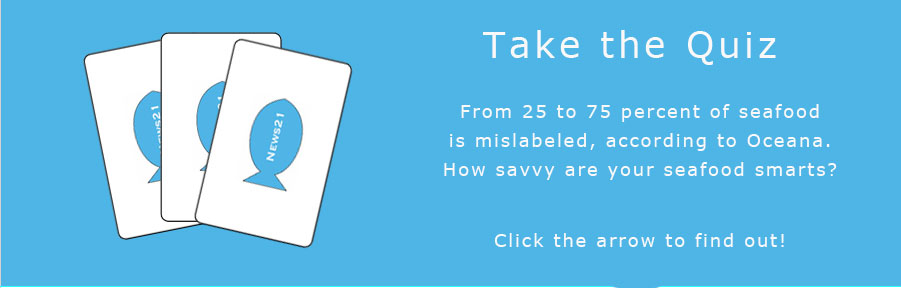 News21
News21
Take the Quiz
From 25 to 75 percent of seafood
is mislabeled, according to Oceana.
How savvy are your seafood smarts?
Click the arrow to find out!